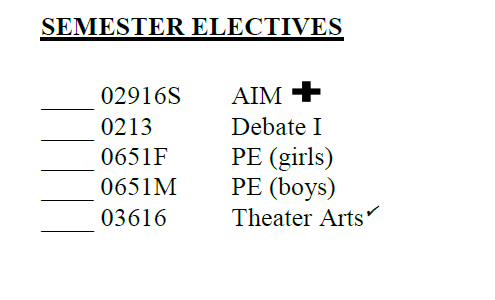 SEMESTER ELECTIVES
____ 02916S AIM ✚
____ 0213 Debate I
____ 0651F PE (girls)
____ 0651M PE (boys)
____ 03616 Theater Arts✓